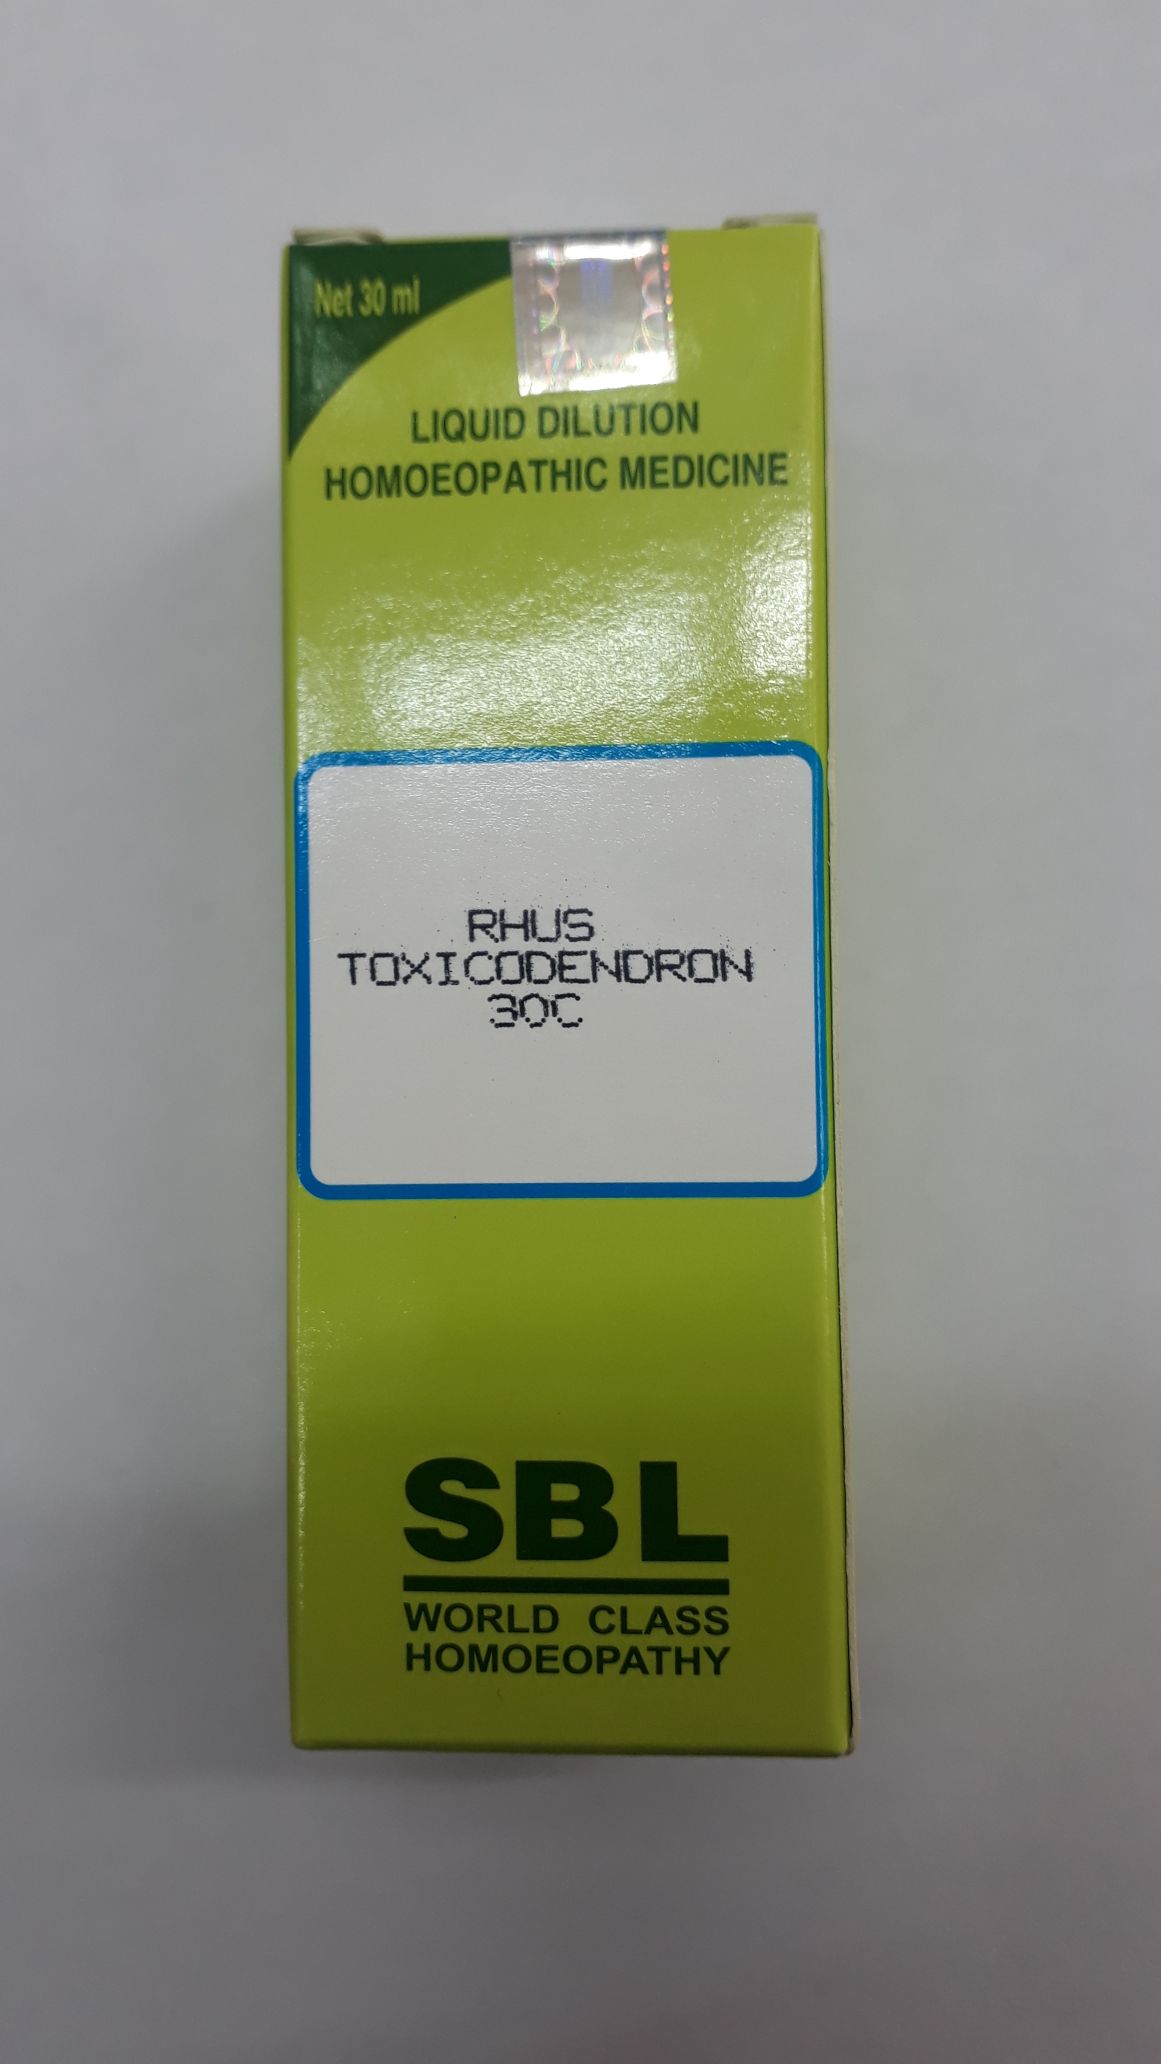 Net 30 ml
LIQUID DILUTION
HOMOEOPATHIC MEDICINE
RHUS
TOXICODENDRON
30C
SBL
WORLD CLASS
HOMOEOPATHY